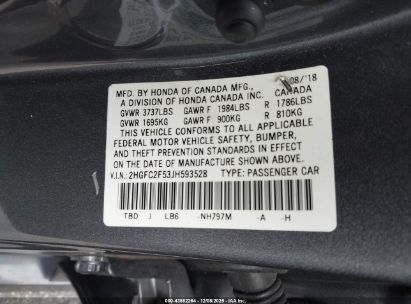 MFD. BY HONDA OF CANADA MFG.,
A DIVISION OF HONDA CANADA INC.
CANADA
08/'18
GVWR 3737LBS GAWR F 1984LBS R 1786LBS
GVWR 1695KG GAWR F 900KG R 810KG
THIS VEHICLE CONFORMS TO ALL APPLICABLE
FEDERAL MOTOR VEHICLE SAFETY, BUMPER,
AND THEFT PREVENTION STANDARDS IN EFFECT
ON THE DATE OF MANUFACTURE SHOWN ABOVE.
V.I.N.: 2HGFC2F53JH593528 TYPE: PASSENGER CAR
TBD J LB6 -NH797M -A -H